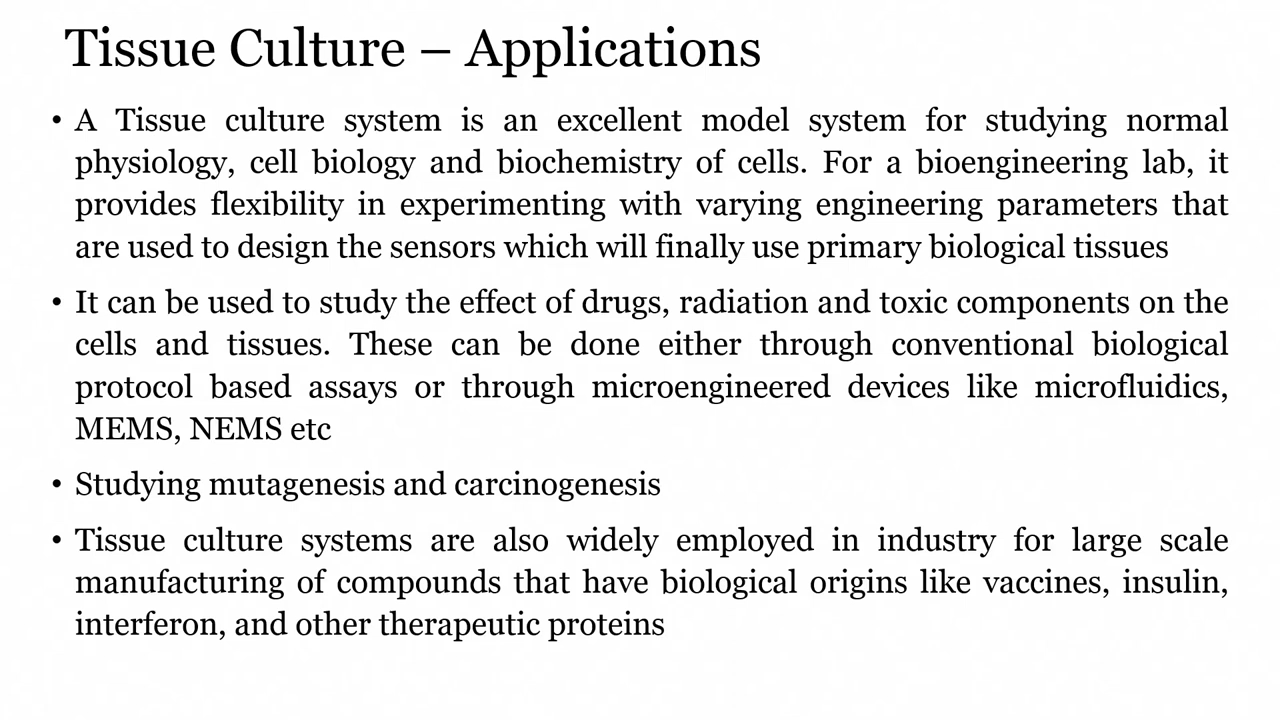 Tissue Culture – Applications
• A Tissue culture system is an excellent model system for studying normal
physiology, cell biology and biochemistry of cells. For a bioengineering lab, it
provides flexibility in experimenting with varying engineering parameters that
are used to design the sensors which will finally use primary biological tissues
• It can be used to study the effect of drugs, radiation and toxic components on the
cells and tissues. These can be done either through conventional biological
protocol based assays or through microengineered devices like microfluidics,
MEMS, NEMS etc
• Studying mutagenesis and carcinogenesis
• Tissue culture systems are also widely employed in industry for large scale
manufacturing of compounds that have biological origins like vaccines, insulin,
interferon, and other therapeutic proteins